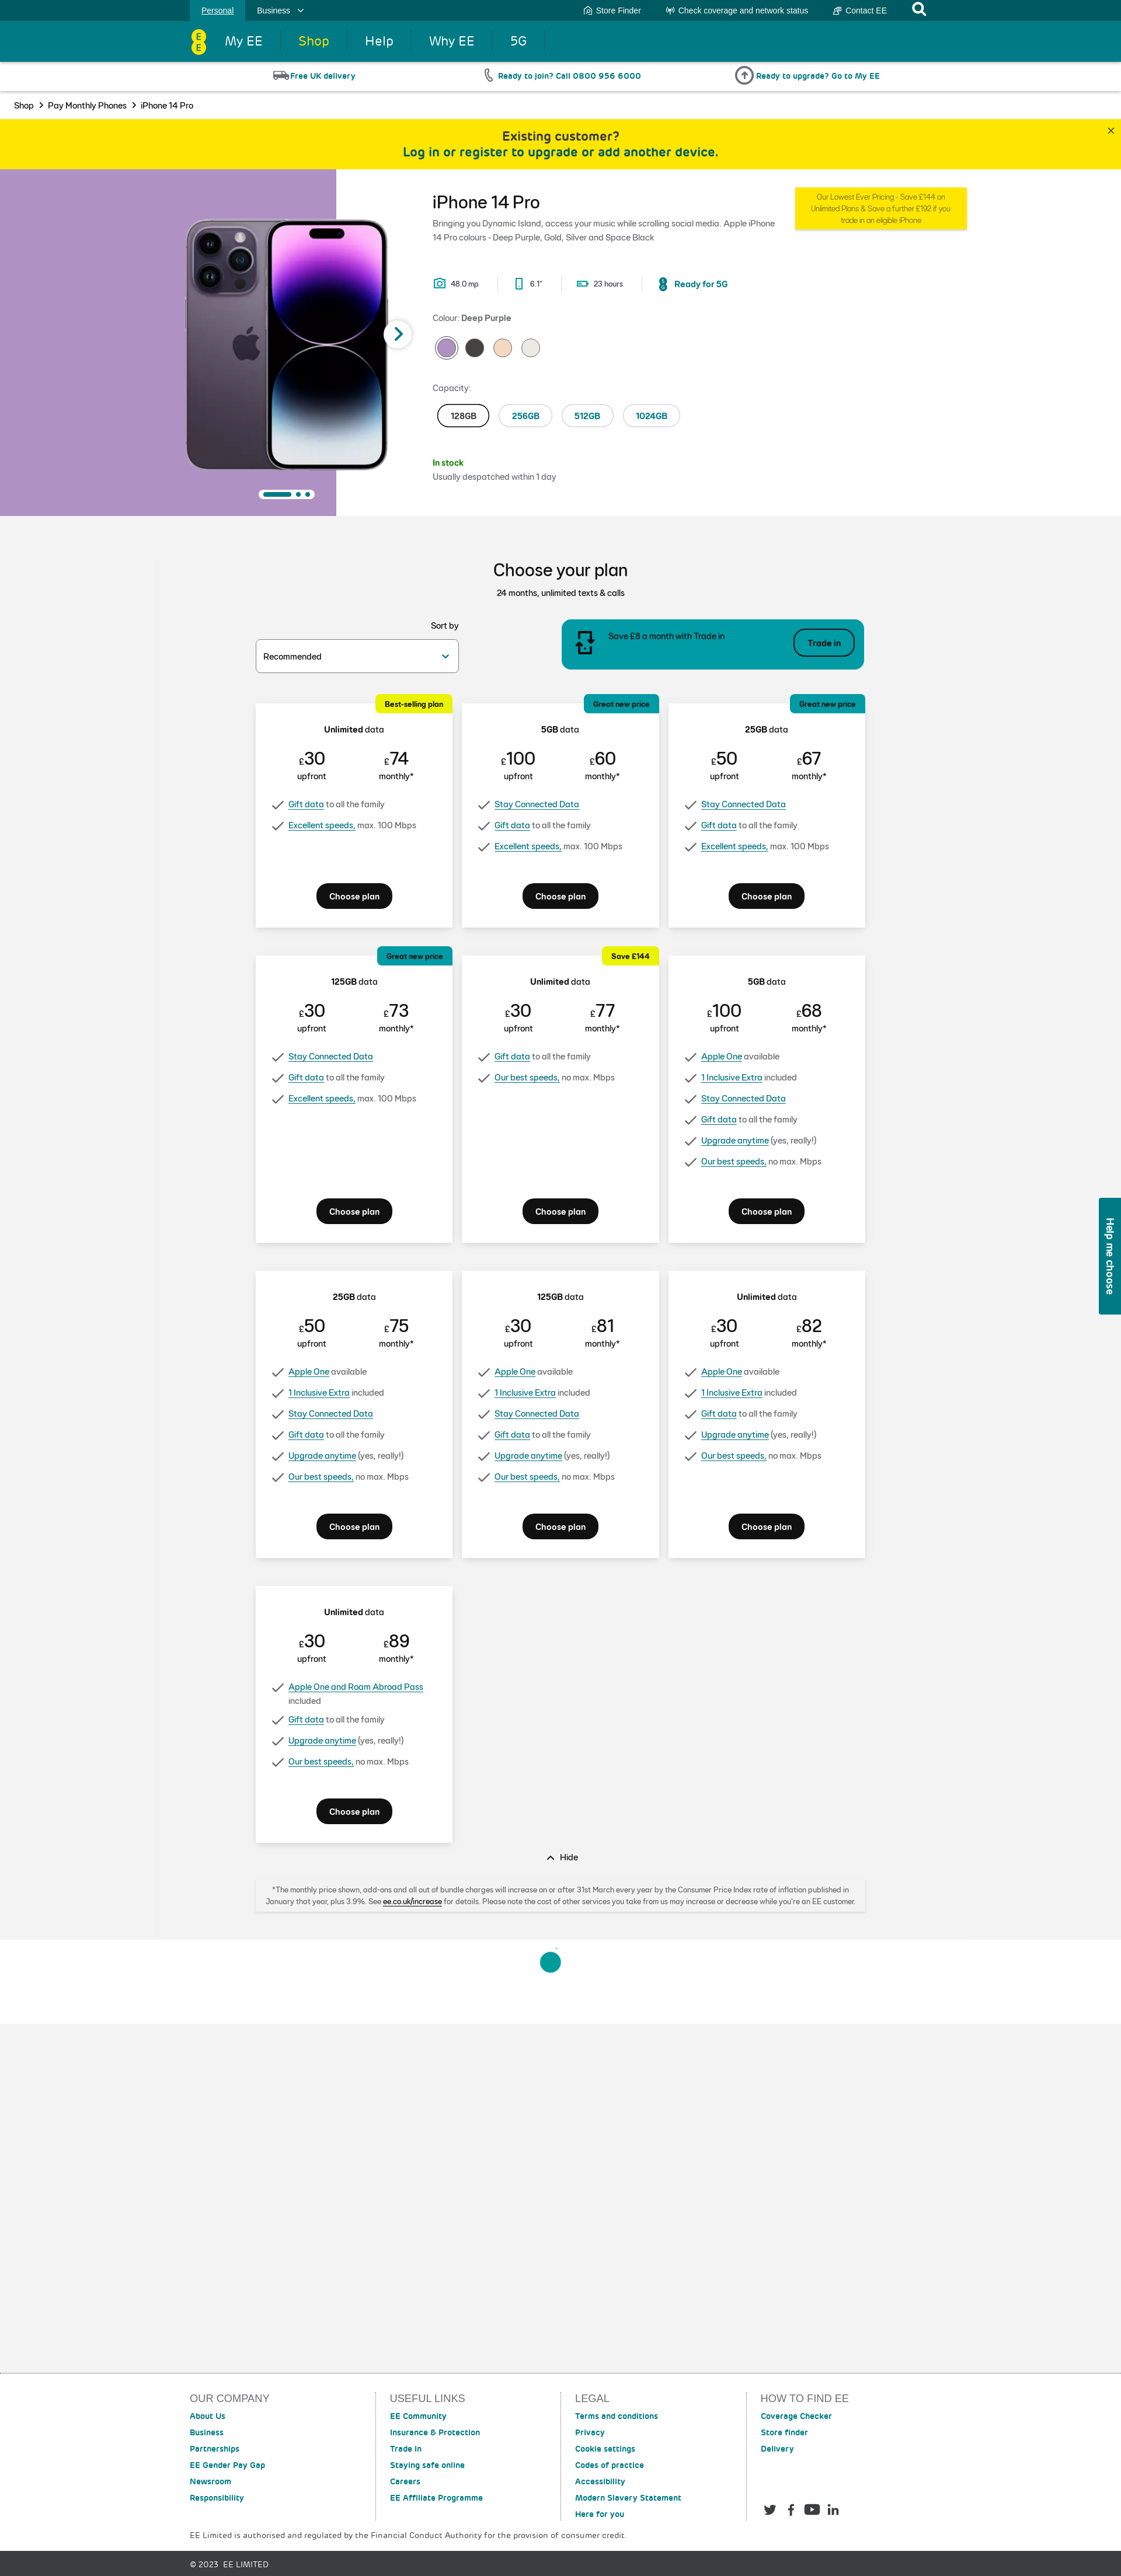 Personal
Business
Store Finder
Check coverage and network status
Contact EE
EE
My EE
Shop
Help
Why EE
5G
Free UK delivery
Ready to join? Call 0800 956 6000
Ready to upgrade? Go to My EE
Shop > Pay Monthly Phones > iPhone 14 Pro
Existing customer?
Log in or register to upgrade or add another device.
iPhone 14 Pro
Bringing you Dynamic Island, access your music while scrolling social media. Apple iPhone
14 Pro colours - Deep Purple, Gold, Silver and Space Black
Our Lowest Ever Pricing - Save £144 on
Unlimited Plans & Save a further £192 if you
trade in an eligible iPhone
48.0 mp
6.1"
23 hours
Ready for 5G
Colour: Deep Purple
Capacity:
128GB
256GB
512GB
1024GB
In stock
Usually despatched within 1 day
Choose your plan
24 months, unlimited texts & calls
Sort by
Recommended
Save £8 a month with Trade in
Trade in
Best-selling plan
Unlimited data
£30 £74
upfront monthly*
Gift data to all the family
Excellent speeds, max. 100 Mbps
Choose plan
Great new price
5GB data
£100 £60
upfront monthly*
Stay Connected Data
Gift data to all the family
Excellent speeds, max. 100 Mbps
Choose plan
Great new price
25GB data
£50 £67
upfront monthly*
Stay Connected Data
Gift data to all the family
Excellent speeds, max. 100 Mbps
Choose plan
Great new price
125GB data
£30 £73
upfront monthly*
Stay Connected Data
Gift data to all the family
Excellent speeds, max. 100 Mbps
Choose plan
Save £144
Unlimited data
£30 £77
upfront monthly*
Gift data to all the family
Our best speeds, no max. Mbps
Choose plan
5GB data
£100 £68
upfront monthly*
Apple One available
1 Inclusive Extra included
Stay Connected Data
Gift data to all the family
Upgrade anytime (yes, really!)
Our best speeds, no max. Mbps
Choose plan
Help me choose
25GB data
£50 £75
upfront monthly*
Apple One available
1 Inclusive Extra included
Stay Connected Data
Gift data to all the family
Upgrade anytime (yes, really!)
Our best speeds, no max. Mbps
Choose plan
125GB data
£30 £81
upfront monthly*
Apple One available
1 Inclusive Extra included
Stay Connected Data
Gift data to all the family
Upgrade anytime (yes, really!)
Our best speeds, no max. Mbps
Choose plan
Unlimited data
£30 £82
upfront monthly*
Apple One available
1 Inclusive Extra included
Gift data to all the family
Upgrade anytime (yes, really!)
Our best speeds, no max. Mbps
Choose plan
Unlimited data
£30 £89
upfront monthly*
Apple One and Roam Abroad Pass
included
Gift data to all the family
Upgrade anytime (yes, really!)
Our best speeds, no max. Mbps
Choose plan
Hide
*The monthly price shown, add-ons and all out of bundle charges will increase on or after 31st March every year by the Consumer Price Index rate of inflation published in
January that year, plus 3.9%. See ee.co.uk/increase for details. Please note the cost of other services you take from us may increase or decrease while you're an EE customer.
OUR COMPANY
About Us
Business
Partnerships
EE Gender Pay Gap
Newsroom
Responsibility
USEFUL LINKS
EE Community
Insurance & Protection
Trade In
Staying safe online
Careers
EE Affiliate Programme
LEGAL
Terms and conditions
Privacy
Cookie settings
Codes of practice
Accessibility
Modern Slavery Statement
Here for you
HOW TO FIND EE
Coverage Checker
Store finder
Delivery
EE Limited is authorised and regulated by the Financial Conduct Authority for the provision of consumer credit.
© 2023 EE LIMITED